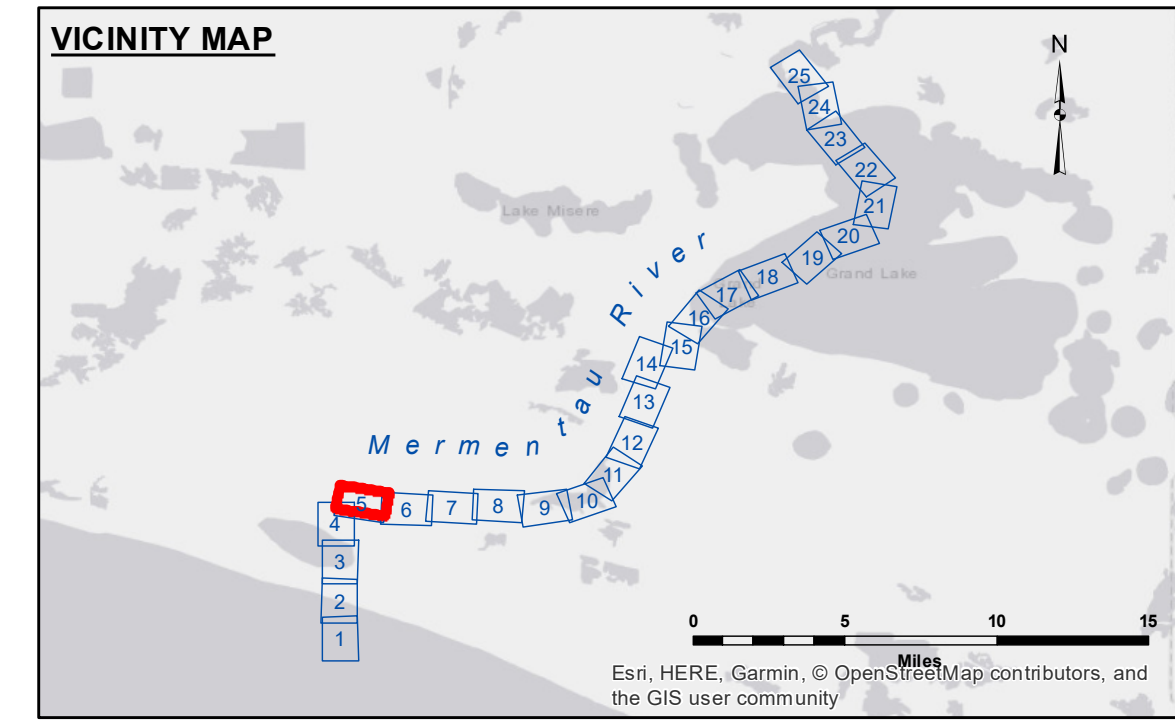 VICINITY MAP
N
25
24
23
22
21
20
19
18
17
16
15
14
13
12
11
10
9
8
7
6
5
4
3
2
1
Lake Misere
Grand Lake
Grand
Mermentau River
0 5 10 15
Miles
Esri, HERE, Garmin, © OpenStreetMap contributors, and
the GIS user community